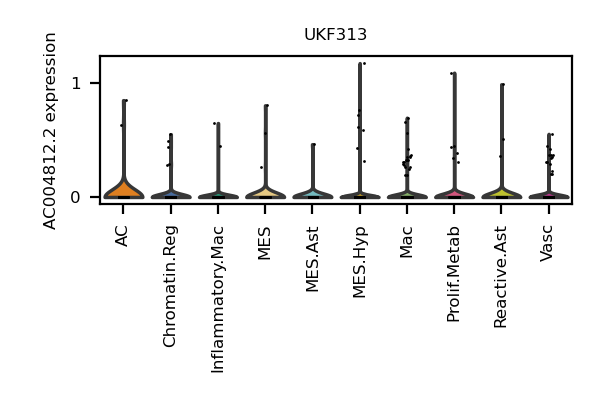 UKF313
AC004812.2 expression
1
0
AC
Chromatin.Reg
Inflammatory.Mac
MES
MES.Ast
MES.Hyp
Mac
Prolif.Metab
Reactive.Ast
Vasc